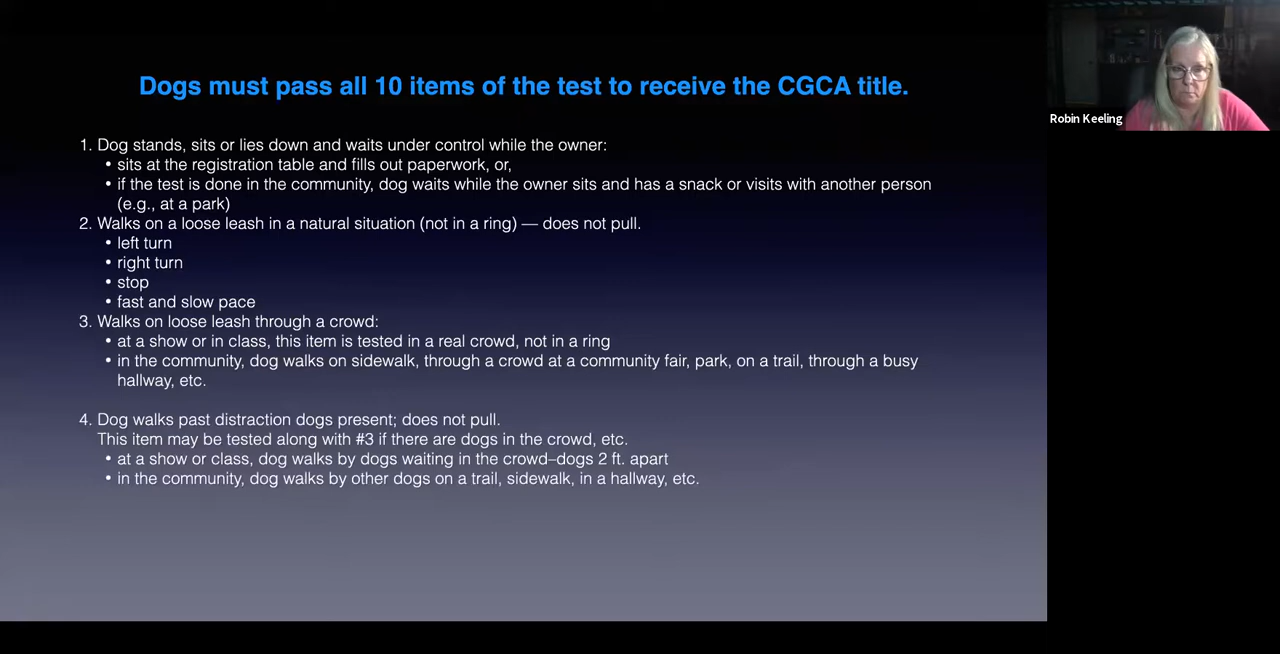 Dogs must pass all 10 items of the test to receive the CGCA title.
1. Dog stands, sits or lies down and waits under control while the owner:
• sits at the registration table and fills out paperwork, or,
• if the test is done in the community, dog waits while the owner sits and has a snack or visits with another person
(e.g., at a park)
2. Walks on a loose leash in a natural situation (not in a ring) — does not pull.
• left turn
• right turn
• stop
• fast and slow pace
3. Walks on loose leash through a crowd:
• at a show or in class, this item is tested in a real crowd, not in a ring
• in the community, dog walks on sidewalk, through a crowd at a community fair, park, on a trail, through a busy
hallway, etc.
4. Dog walks past distraction dogs present; does not pull.
This item may be tested along with #3 if there are dogs in the crowd, etc.
• at a show or class, dog walks by dogs waiting in the crowd–dogs 2 ft. apart
• in the community, dog walks by other dogs on a trail, sidewalk, in a hallway, etc.
Robin Keeling